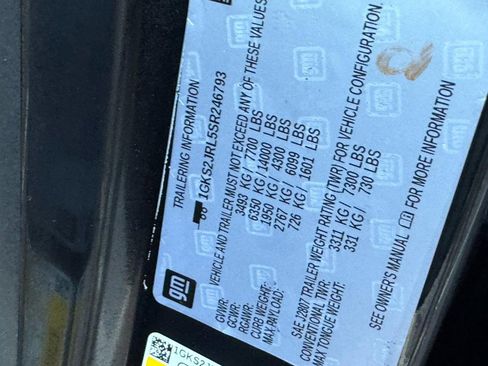 gm
TRAILERING INFORMATION
1GKS2JRL5SR246793
VEHICLE AND TRAILER MUST NOT EXCEED ANY OF THESE VALUES
GVWR: 3493 KG / 7700 LBS
GCWR: 6350 KG / 14000 LBS
RGAWR: 1950 KG / 4300 LBS
CURB WEIGHT: 2767 KG / 6099 LBS
MAX PAYLOAD: 726 KG / 1601 LBS
SAE J2807 TRAILER WEIGHT RATING (TWR) FOR VEHICLE CONFIGURATION.
CONVENTIONAL TWR: 3311 KG / 7300 LBS
MAX TONGUE WEIGHT: 331 KG / 730 LBS
SEE OWNER'S MANUAL FOR MORE INFORMATION
1GKS2J